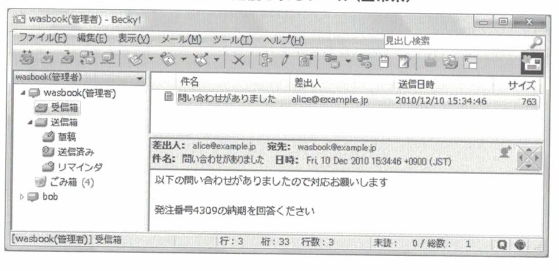 wasbook(管理者) - Becky!
ファイル(F) 編集(E) 表示(V) メール(M) ツール(T) ヘルプ(H) 見出し検索
wasbook(管理者) 件名 差出人 送信日時 サイズ
wasbook(管理者) 問い合わせがありました alice@example.jp 2010/12/10 15:34:46 763
受信箱
送信箱
草稿
送信済み
リマインダ
ごみ箱 (4)
bob
差出人: alice@example.jp 宛先: wasbook@example.jp
件名: 問い合わせがありました 日時: Fri, 10 Dec 2010 15:34:46 +0900 (JST)
以下の問い合わせがありましたので対応お願いします
発注番号4309の納期を回答ください
[wasbook(管理者)] 受信箱 行: 3 桁: 33 行数: 3 未読: 0 / 総数: 1